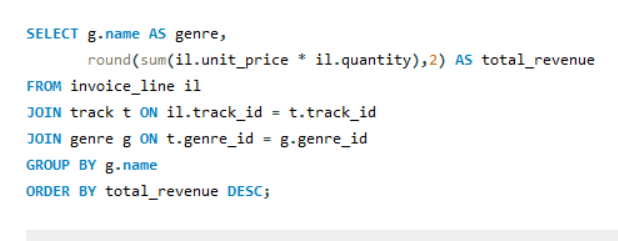 SELECT g.name AS genre,
       round(sum(il.unit_price * il.quantity),2) AS total_revenue
FROM invoice_line il
JOIN track t ON il.track_id = t.track_id
JOIN genre g ON t.genre_id = g.genre_id
GROUP BY g.name
ORDER BY total_revenue DESC;